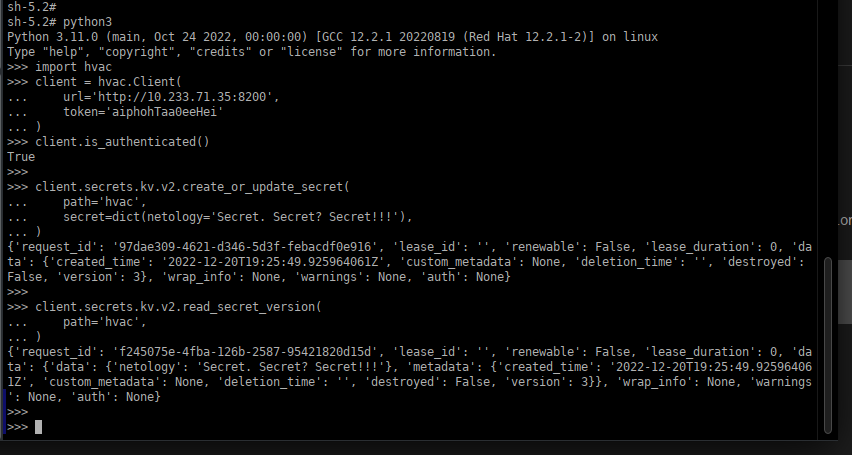 sh-5.2#
sh-5.2# python3
Python 3.11.0 (main, Oct 24 2022, 00:00:00) [GCC 12.2.1 20220819 (Red Hat 12.2.1-2)] on linux
Type "help", "copyright", "credits" or "license" for more information.
>>> import hvac
>>> client = hvac.Client(
...     url='http://10.233.71.35:8200',
...     token='aiphohTaa0eeHei'
... )
>>> client.is_authenticated()
True
>>>
>>> client.secrets.kv.v2.create_or_update_secret(
...     path='hvac',
...     secret=dict(netology='Secret. Secret? Secret!!!'),
... )
{'request_id': '97dae309-4621-d346-5d3f-febacdf0e916', 'lease_id': '', 'renewable': False, 'lease_duration': 0, 'da
ta': {'created_time': '2022-12-20T19:25:49.925964061Z', 'custom_metadata': None, 'deletion_time': '', 'destroyed':
False, 'version': 3}, 'wrap_info': None, 'warnings': None, 'auth': None}
>>>
>>> client.secrets.kv.v2.read_secret_version(
...     path='hvac',
... )
{'request_id': 'f245075e-4fba-126b-2587-95421820d15d', 'lease_id': '', 'renewable': False, 'lease_duration': 0, 'da
ta': {'data': {'netology': 'Secret. Secret? Secret!!!'}, 'metadata': {'created_time': '2022-12-20T19:25:49.92596406
1Z', 'custom_metadata': None, 'deletion_time': '', 'destroyed': False, 'version': 3}}, 'wrap_info': None, 'warnings
': None, 'auth': None}
>>>
>>>